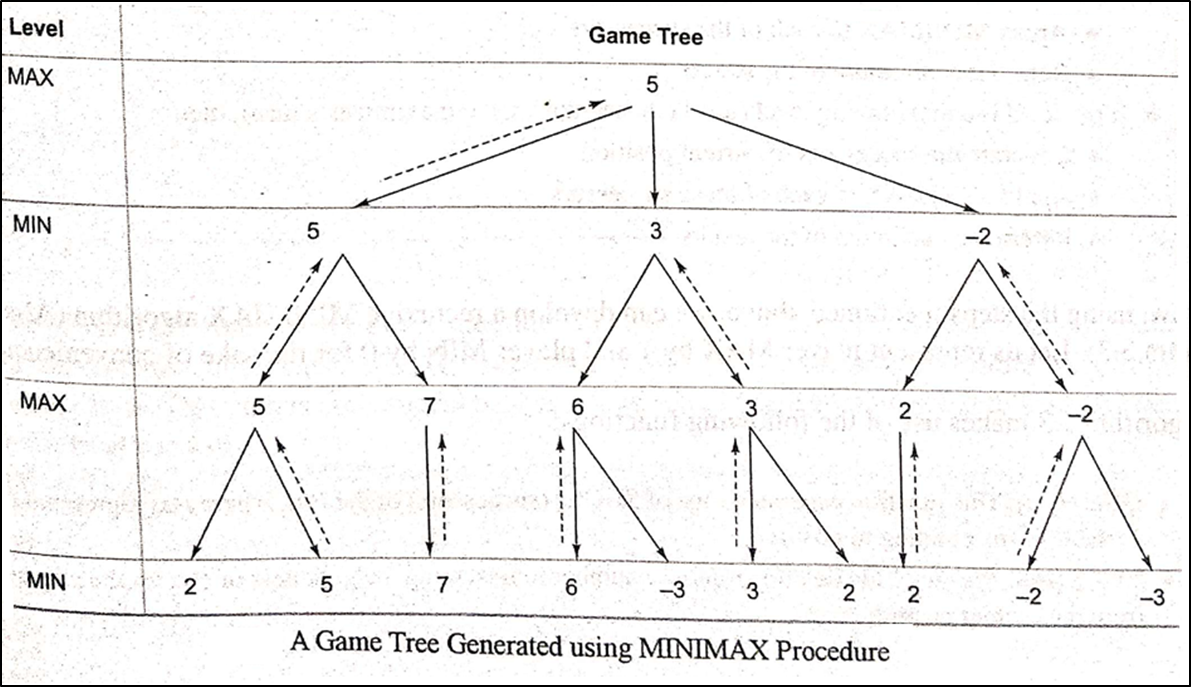 Level Game Tree
MAX 5
MIN 5 3 –2
MAX 5 7 6 3 2 –2
MIN 2 5 7 6 –3 3 2 2 –2 –3
A Game Tree Generated using MINIMAX Procedure